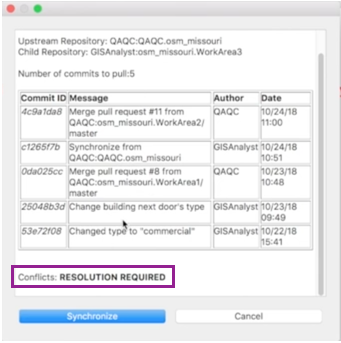 Upstream Repository: QAQC:QAQC.osm_missouri
Child Repository: GISAnalyst:osm_missouri.WorkArea3
Number of commits to pull:5
Commit ID Message Author Date
4c9a1da8 Merge pull request #11 from QAQC 10/24/18
QAQC:osm_missouri.WorkArea2/ 11:00
master
c1265f7b Synchronize from GISAnalyst 10/24/18
QAQC:QAQC.osm_missouri 10:51
0da025cc Merge pull request #8 from QAQC 10/23/18
QAQC:osm_missouri.WorkArea1/ 10:48
master
25048b3d Change building next door's type GISAnalyst 10/23/18
09:49
53e72f08 Changed type to "commercial" GISAnalyst 10/22/18
15:41
Conflicts: RESOLUTION REQUIRED
Synchronize Cancel